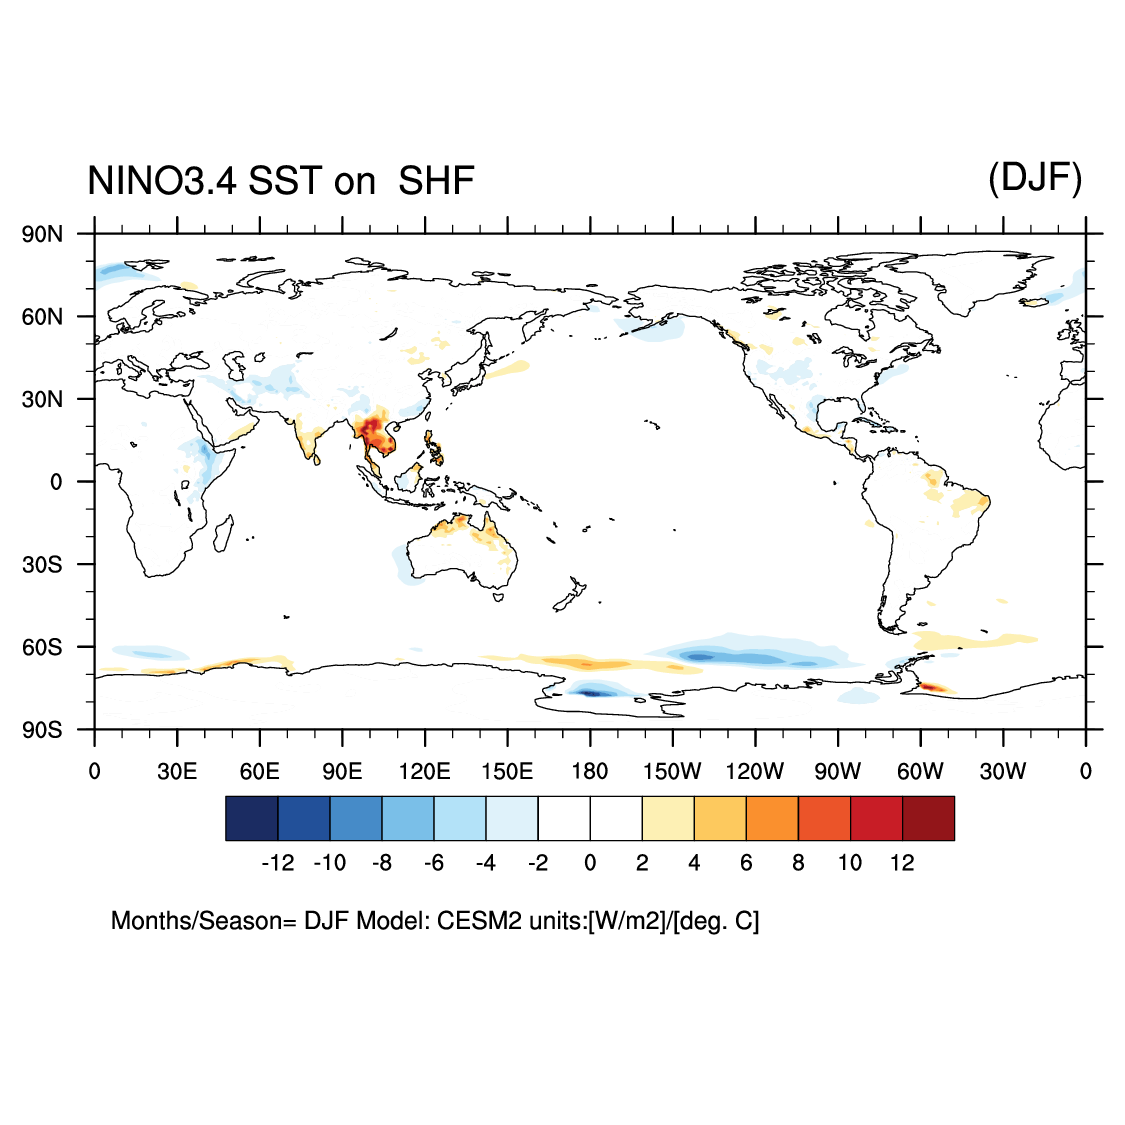 NINO3.4 SST on  SHF (DJF)
90N
60N
30N
0
30S
60S
90S
0 30E 60E 90E 120E 150E 180 150W 120W 90W 60W 30W 0
-12 -10 -8 -6 -4 -2 0 2 4 6 8 10 12
Months/Season= DJF Model: CESM2 units:[W/m2]/[deg. C]